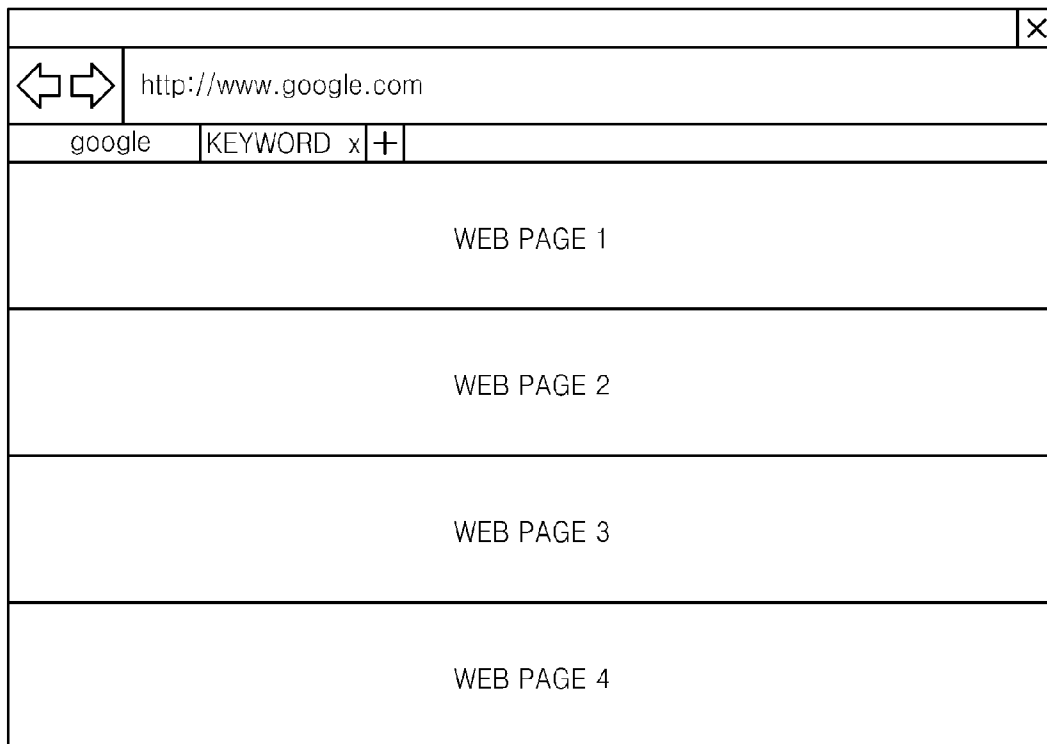 http://www.google.com
google KEYWORD x +
WEB PAGE 1
WEB PAGE 2
WEB PAGE 3
WEB PAGE 4